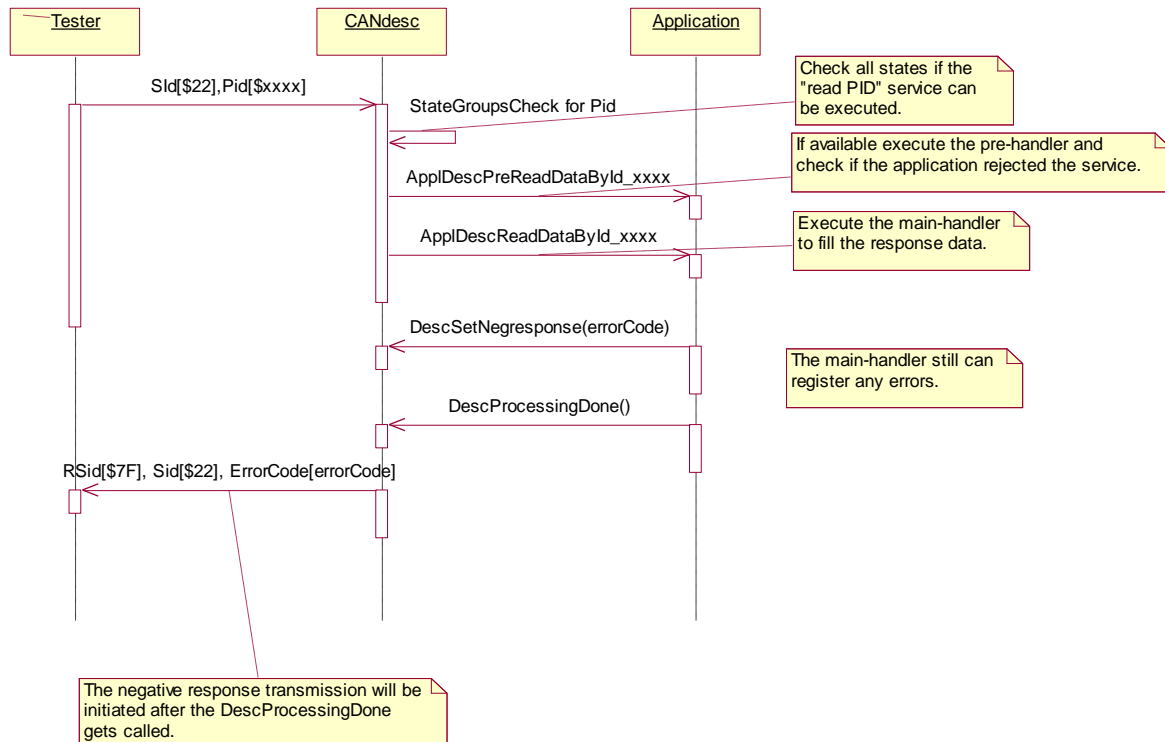 Tester
CANdesc
Application
SId[$22],Pid[$xxxx]
StateGroupsCheck for Pid
Check all states if the
"read PID" service can
be executed.
If available execute the pre-handler and
check if the application rejected the service.
ApplDescPreReadDataById_xxxx
ApplDescReadDataById_xxxx
Execute the main-handler
to fill the response data.
DescSetNegresponse(errorCode)
The main-handler still can
register any errors.
DescProcessingDone()
RSid[$7F], Sid[$22], ErrorCode[errorCode]
The negative response transmission will be
initiated after the DescProcessingDone
gets called.